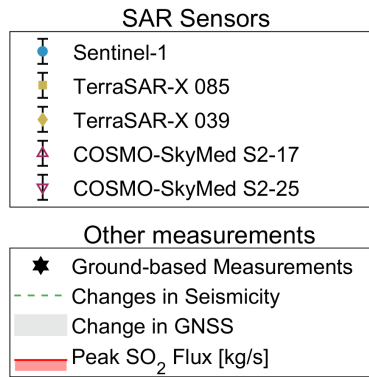 SAR Sensors
Sentinel-1
TerraSAR-X 085
TerraSAR-X 039
COSMO-SkyMed S2-17
COSMO-SkyMed S2-25
Other measurements
Ground-based Measurements
Changes in Seismicity
Change in GNSS
Peak SO₂ Flux [kg/s]